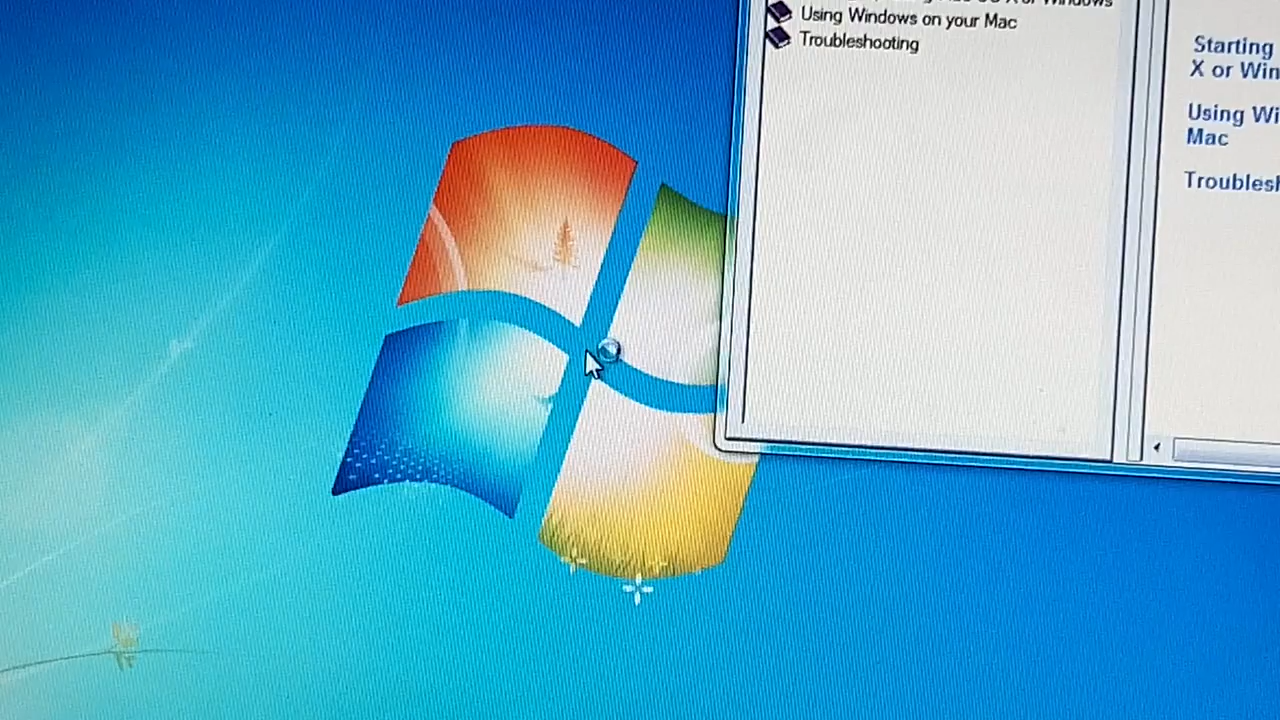 Using Windows on your Mac
Troubleshooting
Starting
X or Win
Using Wi
Mac
Troublesh